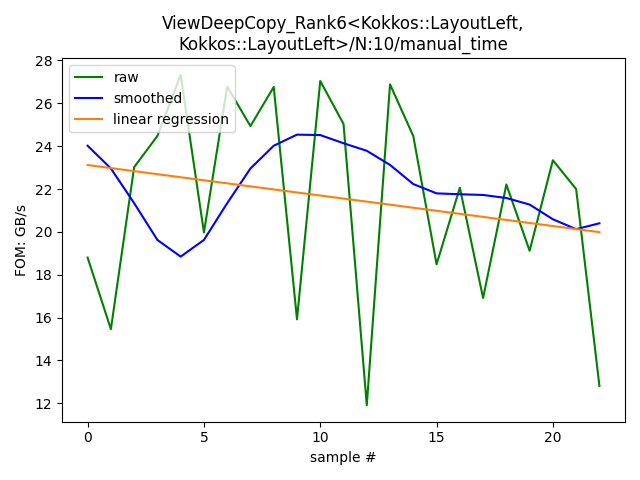 ViewDeepCopy_Rank6<Kokkos::LayoutLeft,
Kokkos::LayoutLeft>/N:10/manual_time
28
26
24
22
20
18
16
14
12
FOM: GB/s
raw
smoothed
linear regression
0
5
10
15
20
sample #